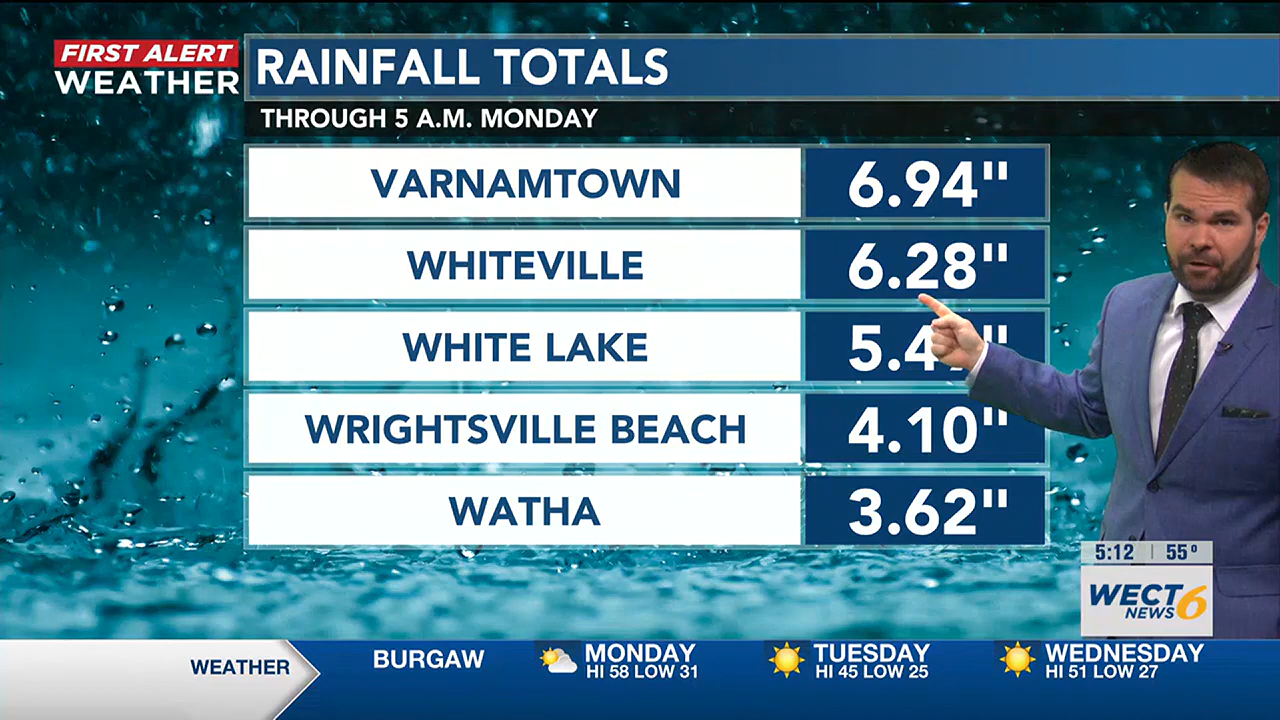 FIRST ALERT
WEATHER
RAINFALL TOTALS
THROUGH 5 A.M. MONDAY
VARNAMTOWN 6.94"
WHITEVILLE 6.28"
WHITE LAKE
WRIGHTSVILLE BEACH 4.10"
WATHA 3.62"
5:12 | 55°
WECT6
NEWS
WEATHER
BURGAW
MONDAY
HI 58 LOW 31
TUESDAY
HI 45 LOW 25
WEDNESDAY
HI 51 LOW 27